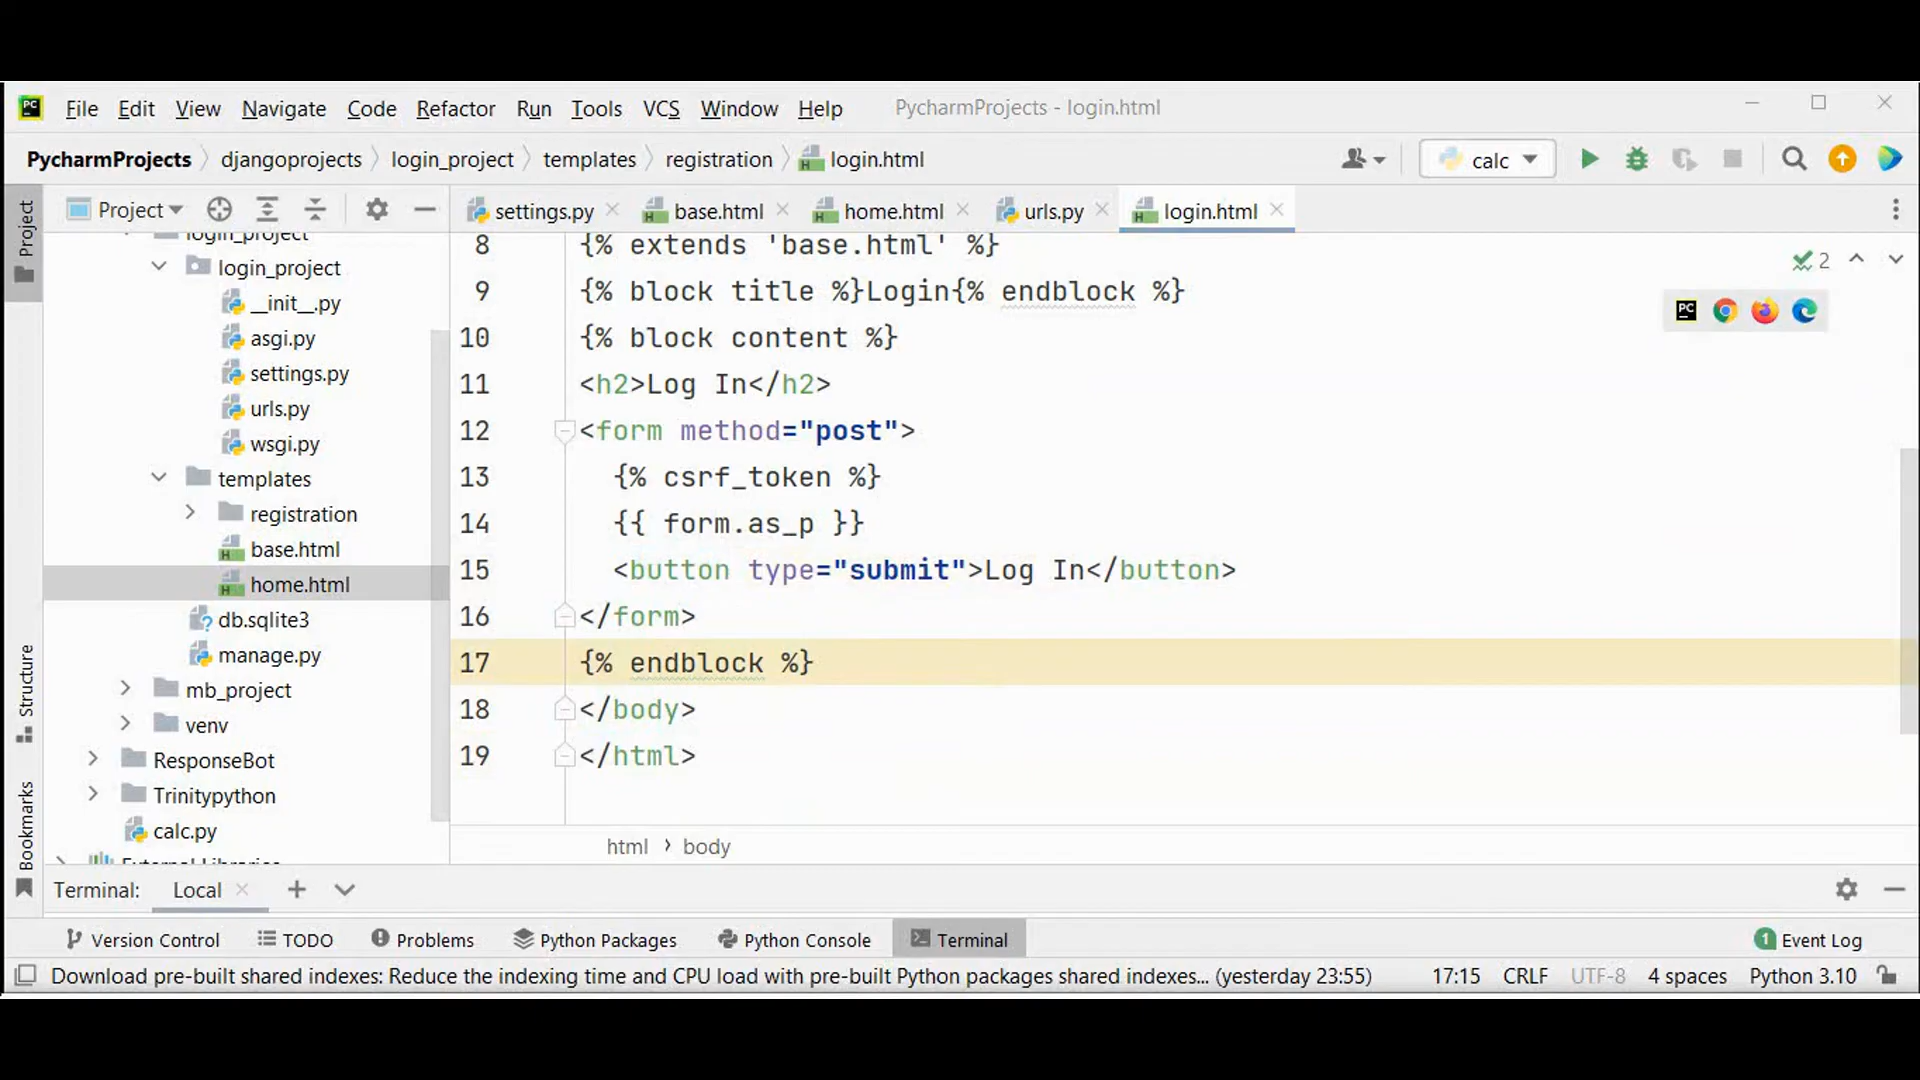 PC File Edit View Navigate Code Refactor Run Tools VCS Window Help PycharmProjects - login.html
PycharmProjects djangoprojects login_project templates registration login.html calc
Project
Project settings.py base.html home.html urls.py login.html
login_project
login_project
__init__.py
asgi.py
settings.py
urls.py
wsgi.py
templates
registration
base.html
home.html
db.sqlite3
manage.py
mb_project
venv
ResponseBot
Trinitypython
calc.py
External Libraries
Structure
Bookmarks
8 {% extends 'base.html' %}
9 {% block title %}Login{% endblock %}
10 {% block content %}
11 <h2>Log In</h2>
12 <form method="post">
13 {% csrf_token %}
14 {{ form.as_p }}
15 <button type="submit">Log In</button>
16 </form>
17 {% endblock %}
18 </body>
19 </html>
2
PC
html › body
Terminal: Local
Version Control TODO Problems Python Packages Python Console Terminal 1 Event Log
Download pre-built shared indexes: Reduce the indexing time and CPU load with pre-built Python packages shared indexes... (yesterday 23:55) 17:15 CRLF UTF-8 4 spaces Python 3.10